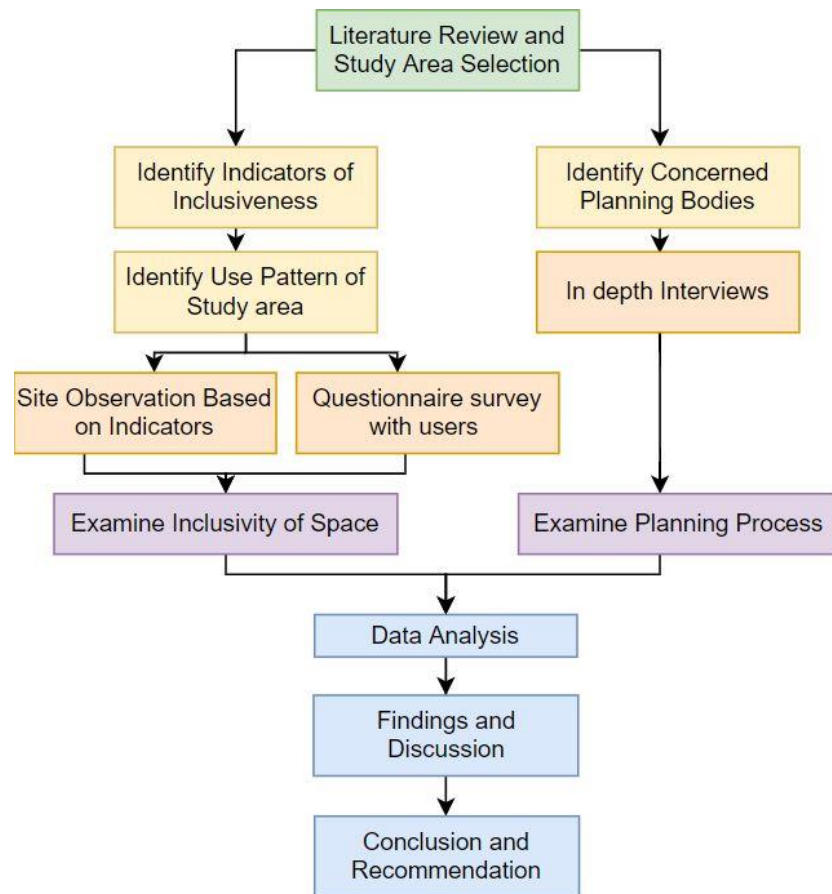 Literature Review and
Study Area Selection
Identify Indicators of
Inclusiveness
Identify Concerned
Planning Bodies
Identify Use Pattern of
Study area
In depth Interviews
Site Observation Based
on Indicators
Questionnaire survey
with users
Examine Inclusivity of Space
Examine Planning Process
Data Analysis
Findings and
Discussion
Conclusion and
Recommendation